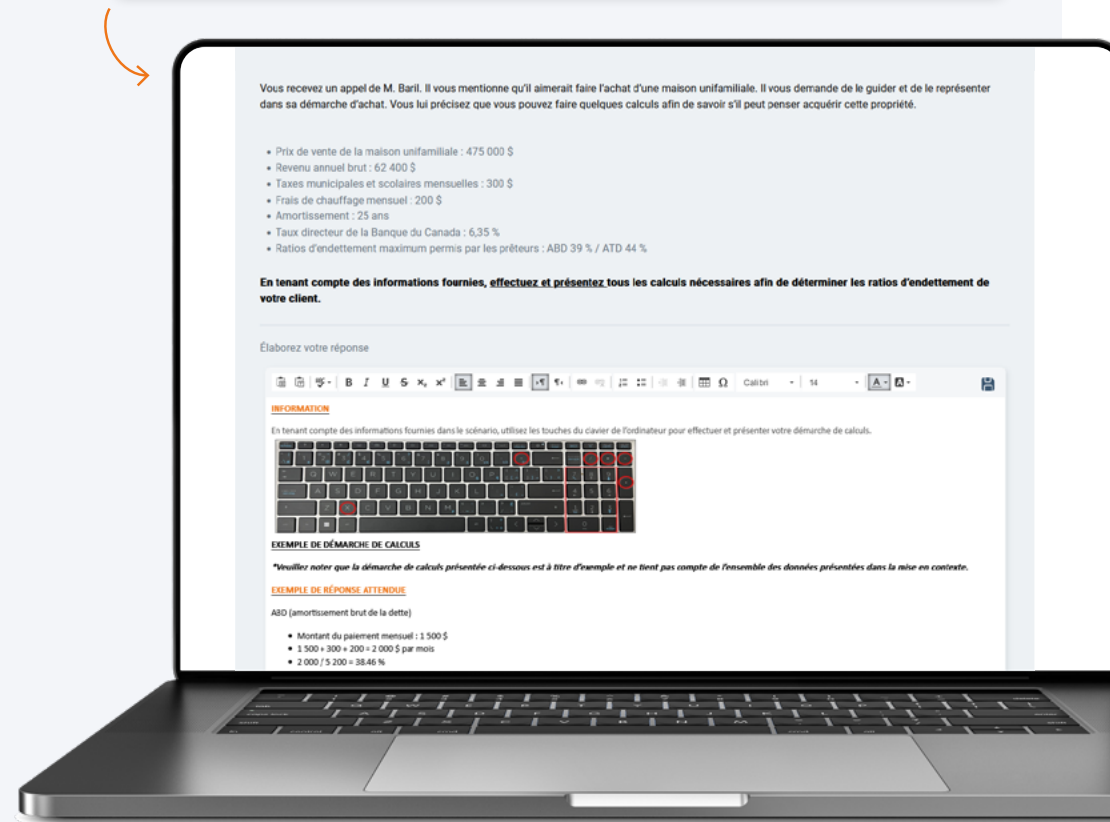 Vous recevez un appel de M. Baril. Il vous mentionne qu'il aimerait faire l'achat d'une maison unifamiliale. Il vous demande de le guider et de le représenter
dans sa démarche d'achat. Vous lui précisez que vous pouvez faire quelques calculs afin de savoir s'il peut penser acquérir cette propriété.
• Prix de vente de la maison unifamiliale : 475 000 $
• Revenu annuel brut : 62 400 $
• Taxes municipales et scolaires mensuelles : 300 $
• Frais de chauffage mensuel : 200 $
• Amortissement : 25 ans
• Taux directeur de la Banque du Canada : 6,35 %
• Ratios d'endettement maximum permis par les prêteurs : ABD 39 % / ATD 44 %
En tenant compte des informations fournies, effectuez et présentez tous les calculs nécessaires afin de déterminer les ratios d'endettement de
votre client.
Élaborez votre réponse
B I U S x₂ x² Ω Calibri 14 A A
INFORMATION
En tenant compte des informations fournies dans le scénario, utilisez les touches du clavier de l'ordinateur pour effectuer et présenter votre démarche de calculs.
EXEMPLE DE DÉMARCHE DE CALCULS
*Veuillez noter que la démarche de calculs présentée ci-dessous est à titre d'exemple et ne tient pas compte de l'ensemble des données présentées dans la mise en contexte.
EXEMPLE DE RÉPONSE ATTENDUE
ABD (amortissement brut de la dette)
• Montant du paiement mensuel : 1 500 $
• 1 500 + 300 + 200 = 2 000 $ par mois
• 2 000 / 5 200 = 38.46 %